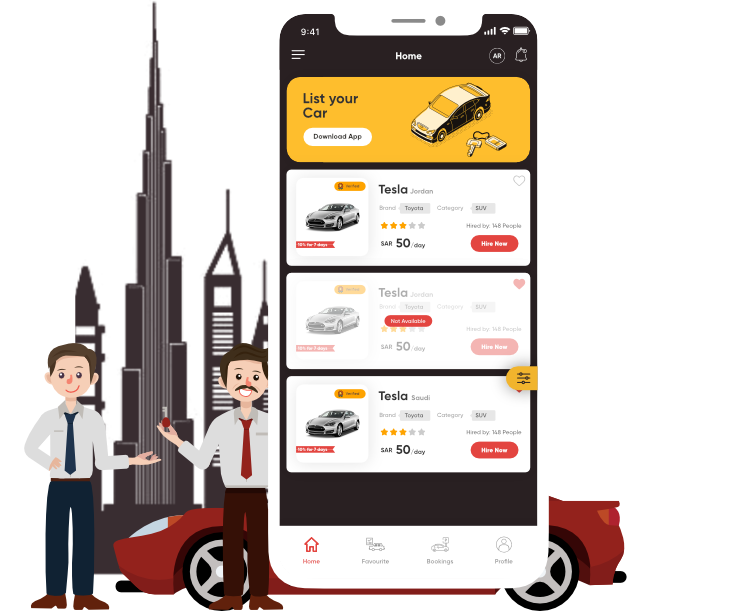 9:41
Home
AR
List your
Car
Download App
Verified
Tesla Jordan
Brand Toyota Category SUV
Hired by: 148 People
10% for 7 days
SAR 50/day
Hire Now
Verified
Tesla Jordan
Brand Toyota Category SUV
Not Available
Hired by: 148 People
10% for 7 days
SAR 50/day
Hire Now
Verified
Tesla Saudi
Brand Toyota Category SUV
Hired by: 148 People
10% for 7 days
SAR 50/day
Hire Now
Home
Favourite
Bookings
Profile